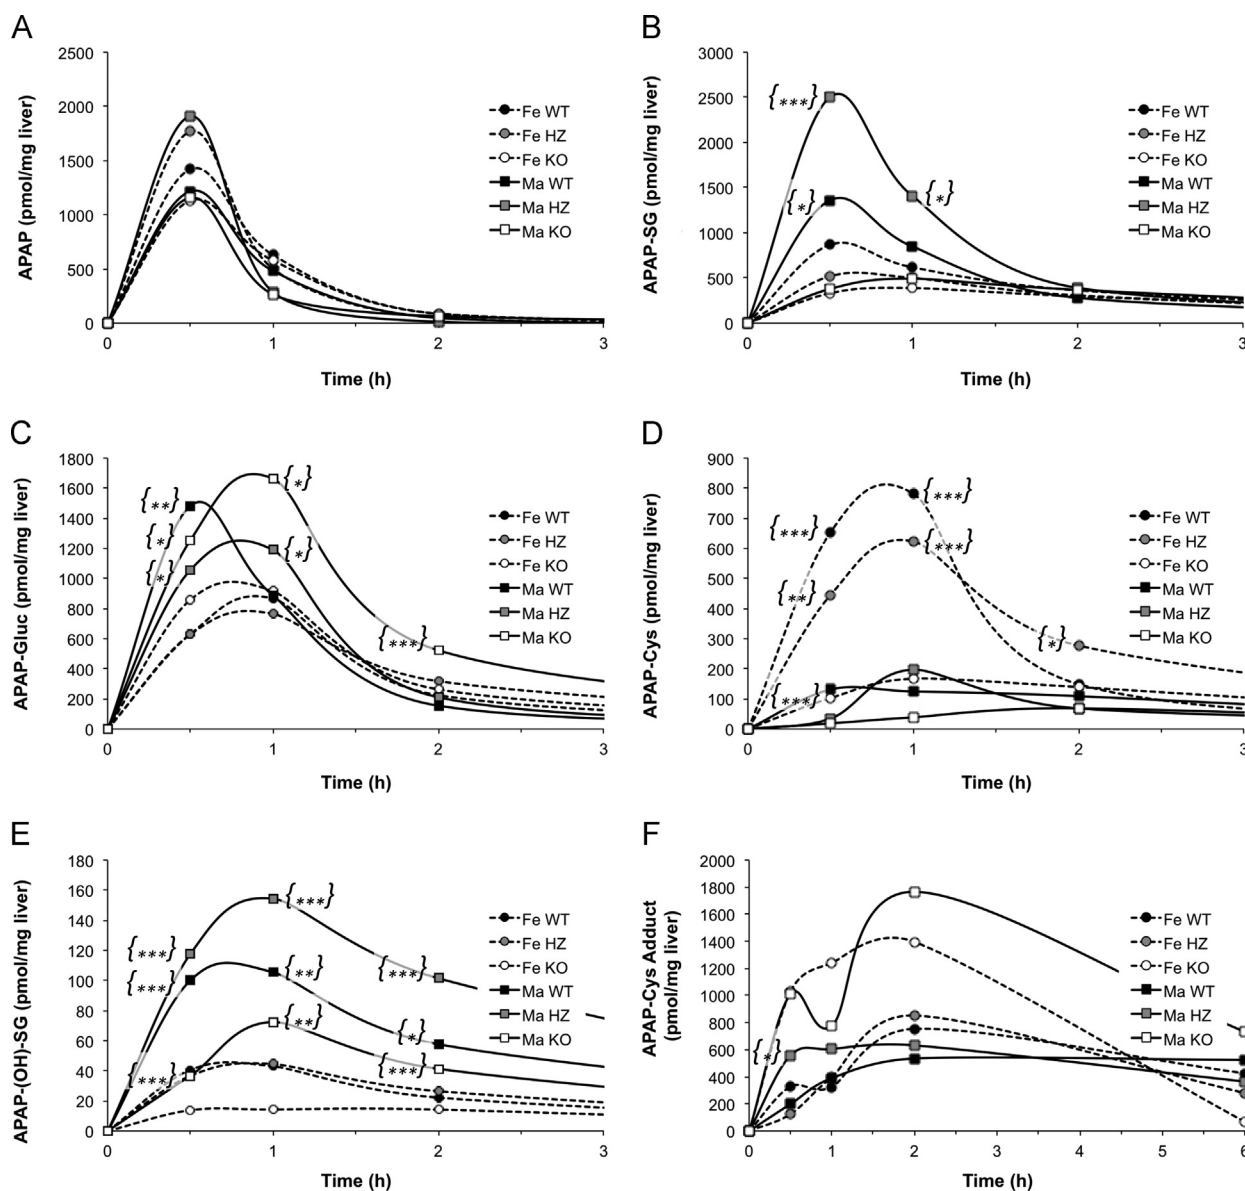 A
APAP (pmol/mg liver)
2500
2000
1500
1000
500
0
0
1
2
3
Time (h)
Fe WT
Fe HZ
Fe KO
Ma WT
Ma HZ
Ma KO
B
APAP-SG (pmol/mg liver)
3000
2500
2000
1500
1000
500
0
0
1
2
3
Time (h)
{***}
{*}
{*}
Fe WT
Fe HZ
Fe KO
Ma WT
Ma HZ
Ma KO
C
APAP-Gluc (pmol/mg liver)
1800
1600
1400
1200
1000
800
600
400
200
0
0
1
2
3
Time (h)
{**}
{*}
{*}
{*}
{*}
{***}
Fe WT
Fe HZ
Fe KO
Ma WT
Ma HZ
Ma KO
D
APAP-Cys (pmol/mg liver)
900
800
700
600
500
400
300
200
100
0
0
1
2
3
Time (h)
{***}
{***}
{***}
{**}
{*}
{***}
Fe WT
Fe HZ
Fe KO
Ma WT
Ma HZ
Ma KO
E
APAP-(OH)-SG (pmol/mg liver)
180
160
140
120
100
80
60
40
20
0
0
1
2
3
Time (h)
{***}
{***}
{***}
{**}
{***}
{**}
{*}
{***}
{***}
Fe WT
Fe HZ
Fe KO
Ma WT
Ma HZ
Ma KO
F
APAP-Cys Adduct
(pmol/mg liver)
2000
1800
1600
1400
1200
1000
800
600
400
200
0
0
1
2
3
4
5
6
Time (h)
{*}
Fe WT
Fe HZ
Fe KO
Ma WT
Ma HZ
Ma KO